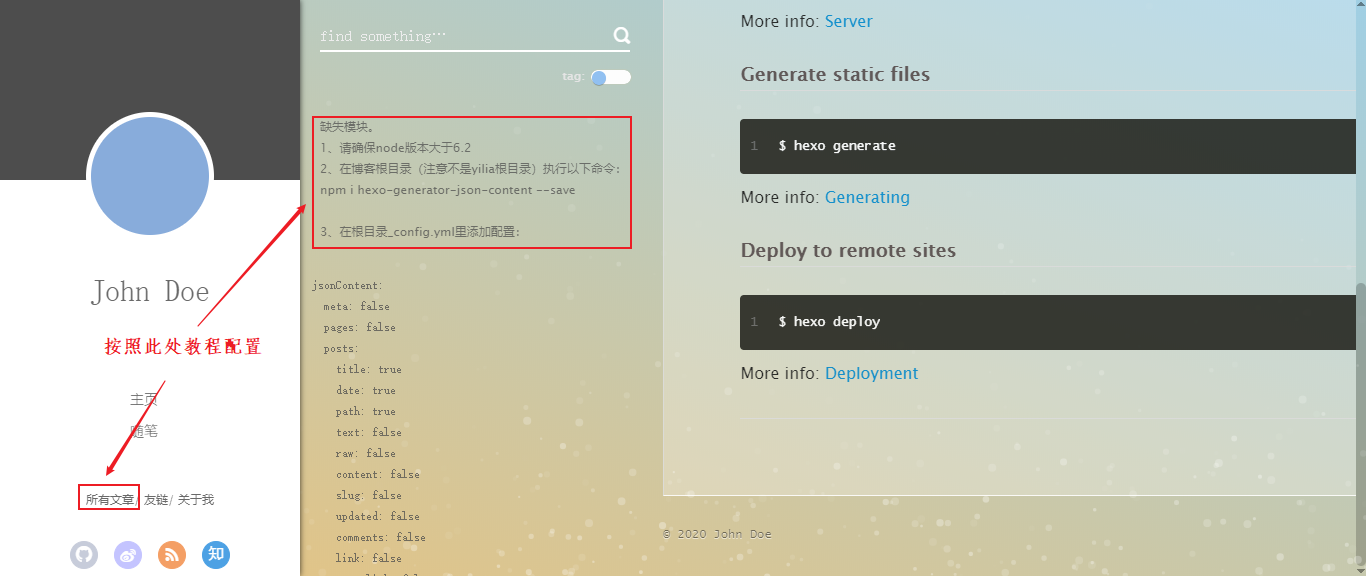 John Doe
按照此处教程配置
主页
随笔
所有文章/ 友链/ 关于我
知
find something…
tag:
缺失模块。
1、请确保node版本大于6.2
2、在博客根目录（注意不是yilia根目录）执行以下命令：
npm i hexo-generator-json-content --save
3、在根目录_config.yml里添加配置：
jsonContent:
meta: false
pages: false
posts:
title: true
date: true
path: true
text: false
raw: false
content: false
slug: false
updated: false
comments: false
link: false
More info: Server
Generate static files
1 $ hexo generate
More info: Generating
Deploy to remote sites
1 $ hexo deploy
More info: Deployment
© 2020 John Doe